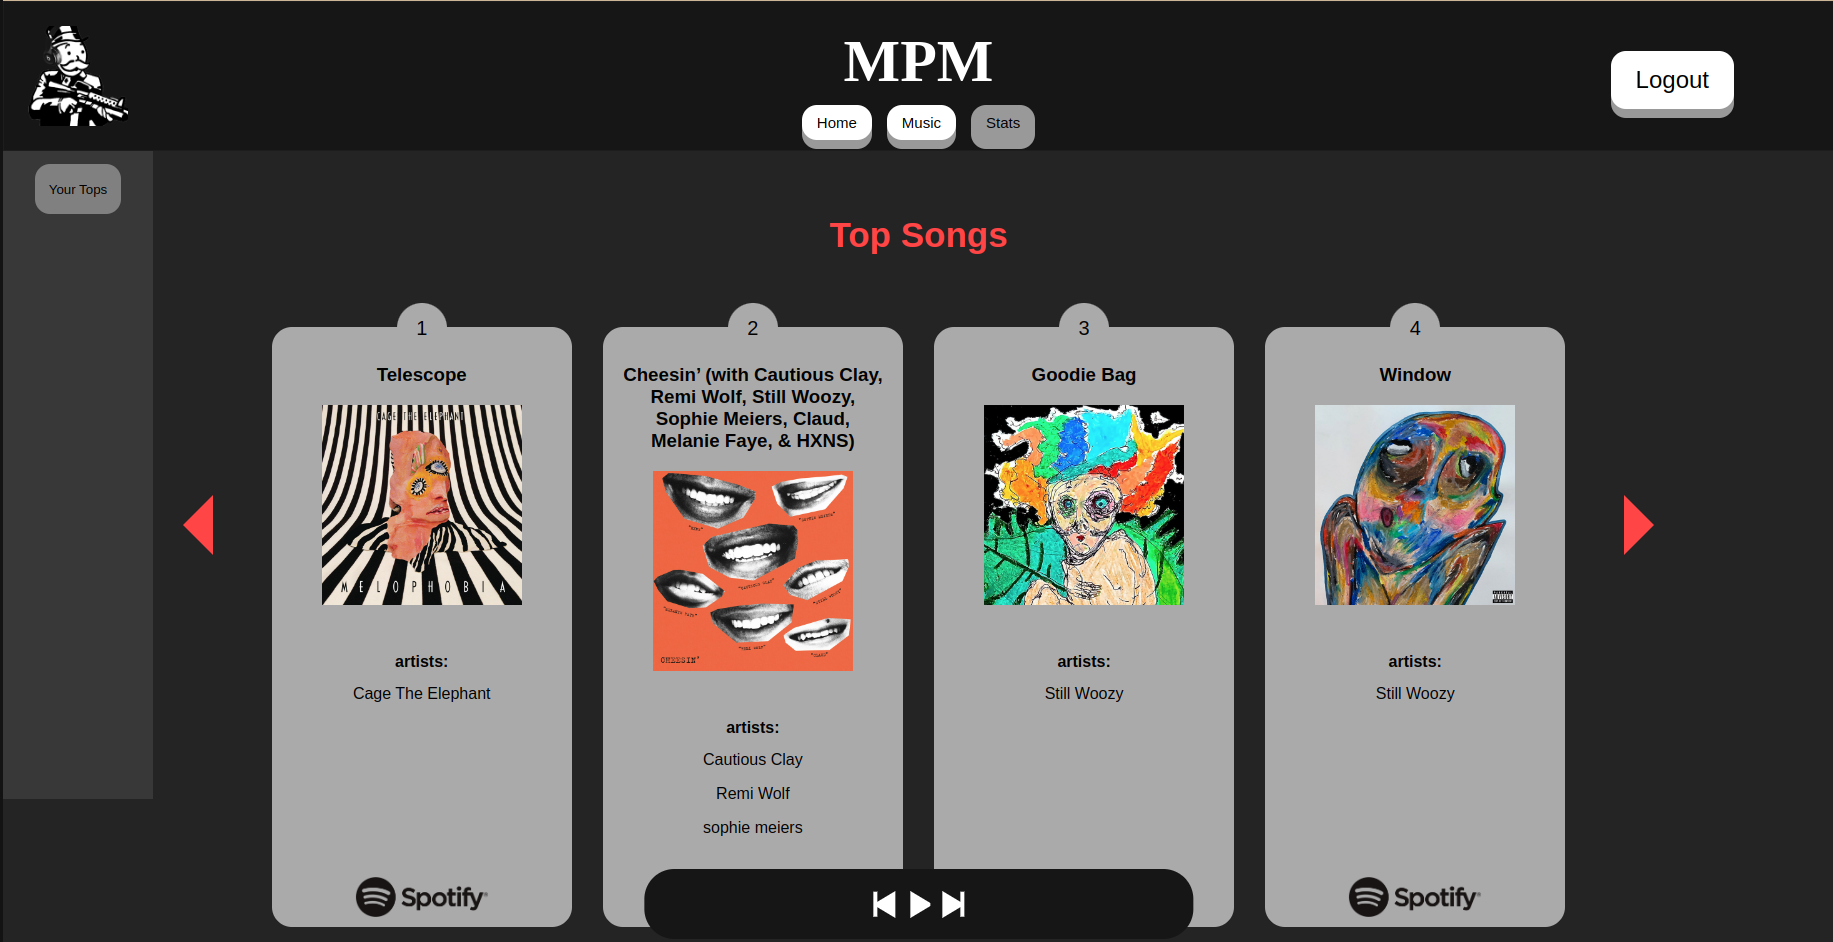 MPM
Logout
Home
Music
Stats
Your Tops
Top Songs
1
Telescope
CAGE THE ELEPHANT
MELOPHOBIA
artists:
Cage The Elephant
Spotify
2
Cheesin’ (with Cautious Clay,
Remi Wolf, Still Woozy,
Sophie Meiers, Claud,
Melanie Faye, & HXNS)
CHEESIN'
artists:
Cautious Clay
Remi Wolf
sophie meiers
3
Goodie Bag
artists:
Still Woozy
4
Window
artists:
Still Woozy
Spotify